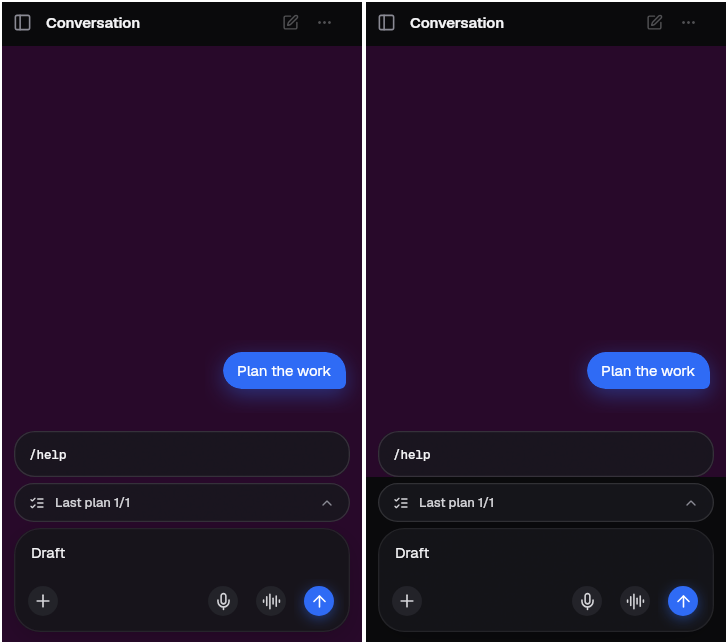 Conversation
Plan the work
/help
Last plan 1/1
Draft
Conversation
Plan the work
/help
Last plan 1/1
Draft